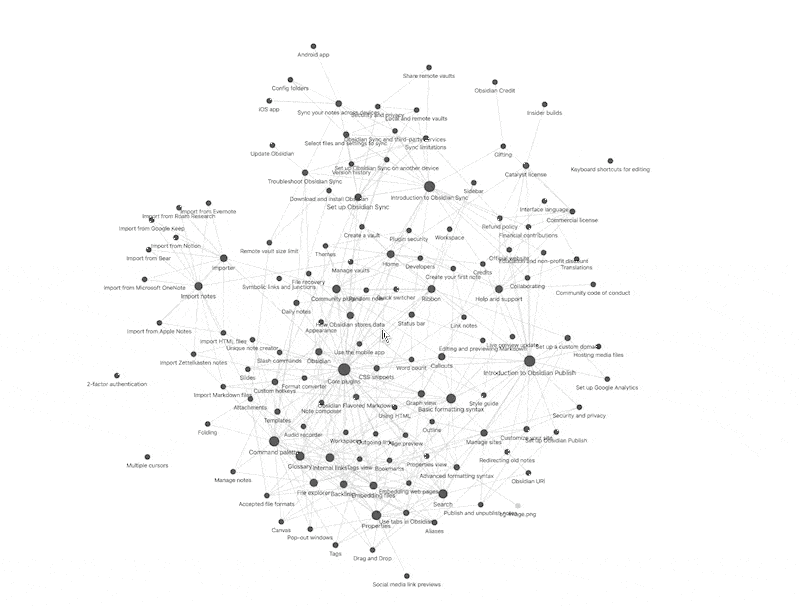 Android app
Share remote vaults
Config folders
Obsidian Credit
iOS app
Sync your notes across devices
Security and privacy
Local and remote vaults
Insider builds
Obsidian Sync and third-party services
Select files and settings to sync
Sync limitations
Update Obsidian
Gifting
Set up Obsidian Sync on another device
Version history
Keyboard shortcuts for editing
Catalyst license
Troubleshoot Obsidian Sync
Sidebar
Download and install Obsidian
Introduction to Obsidian Sync
Set up Obsidian Sync
Interface language
Import from Evernote
Import from Roam Research
Commercial license
Import from Google Keep
Refund policy
Create a vault
Plugin security
Workspace
Financial contributions
Import from Notion
Remote vault size limit
Themes
Import from Bear
Official website
Education and non-profit discount
Home
Developers
Importer
Manage vaults
Credits
Translations
Create your first note
File recovery
Import from Microsoft OneNote
Symbolic links and junctions
Collaborating
Community code of conduct
Import notes
Community plugins
Random note
Quick switcher
Ribbon
Help and support
Daily notes
How Obsidian stores data
Status bar
Link notes
Import from Apple Notes
Appearance
Import HTML files
Unique note creator
Use the mobile app
Editing and previewing Markdown
Live preview update
Set up a custom domain
Hosting media files
Import Zettelkasten notes
Slash commands
Obsidian
Word count
Callouts
Introduction to Obsidian Publish
2-factor authentication
Slides
Format converter
Core plugins
CSS snippets
Set up Google Analytics
Import Markdown files
Custom hotkeys
Attachments
Note composer
Obsidian Flavored Markdown
Graph view
Basic formatting syntax
Style guide
Using HTML
Security and privacy
Templates
Folding
Audio recorder
Outline
Workspaces
Outgoing links
Page preview
Manage sites
Customize your site
Set up Obsidian Publish
Command palette
Multiple cursors
Glossary
Internal links
Tags view
Bookmarks
Properties view
Redirecting old notes
Manage notes
Advanced formatting syntax
Obsidian URI
File explorer
Backlinks
Embedding files
Embedding web pages
Accepted file formats
Search
Publish and unpublish notes
Canvas
Properties
Use tabs in Obsidian
Aliases
Pop-out windows
Tags
Drag and Drop
Social media link previews